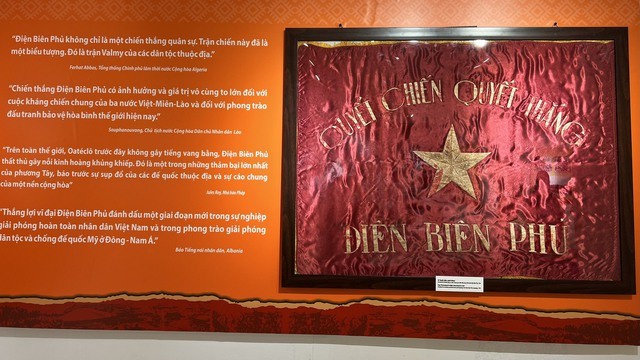 "Điện Biên Phủ không chỉ là một chiến thắng quân sự. Trận chiến này đã là
một biểu tượng. Đó là trận Valmy của các dân tộc thuộc địa."
Ferhat Abbas, Tổng thống Chính phủ lâm thời nước Cộng hòa Algeria
"Chiến thắng Điện Biên Phủ có ảnh hưởng và giá trị vô cùng to lớn đối với
cuộc kháng chiến chung của ba nước Việt-Miên-Lào và đối với phong trào
đấu tranh bảo vệ hòa bình thế giới hiện nay."
Souphanouvong, Chủ tịch nước Cộng hòa Dân chủ Nhân dân Lào
"Trên toàn thế giới, Oatéclô trước đây không gây tiếng vang bằng, Điện Biên Phủ
thất thủ gây nỗi kinh hoàng khủng khiếp. Đó là một trong những thảm bại lớn nhất
của phương Tây, báo trước sự sụp đổ của các đế quốc thuộc địa và sự cáo chung
của một nền cộng hòa"
Jules Roy, Nhà báo Pháp
"Thắng lợi vĩ đại Điện Biên Phủ đánh dấu một giai đoạn mới trong sự nghiệp
giải phóng hoàn toàn nhân dân Việt Nam và trong phong trào giải phóng
dân tộc và chống đế quốc Mỹ ở Đông - Nam Á."
Báo Tiếng nói nhân dân, Albania
QUYẾT CHIẾN QUYẾT THẮNG
ĐIỆN BIÊN PHỦ